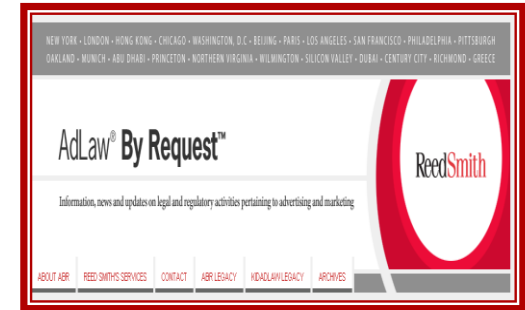 NEW YORK • LONDON • HONG KONG • CHICAGO • WASHINGTON, D.C • BEIJING • PARIS • LOS ANGELES • SAN FRANCISCO • PHILADELPHIA • PITTSBURGH
OAKLAND • MUNICH • ABU DHABI • PRINCETON • NORTHERN VIRGINIA • WILMINGTON • SILICON VALLEY • DUBAI • CENTURY CITY • RICHMOND • GREECE
AdLaw® By Request™
ReedSmith
Information, news and updates on legal and regulatory activities pertaining to advertising and marketing
ABOUT ABR REED SMITH'S SERVICES CONTACT ABR LEGACY KIDADLAW LEGACY ARCHIVES